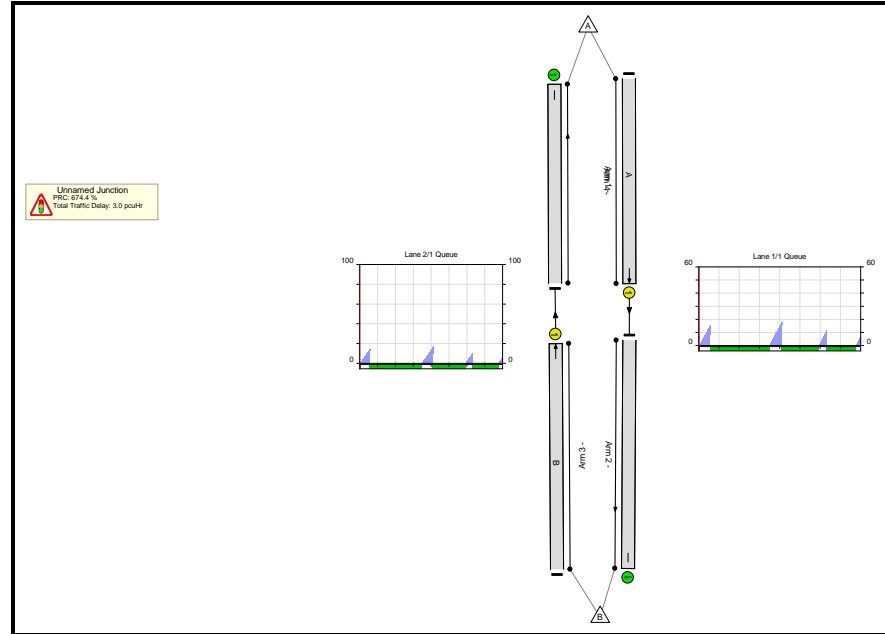 A
A
Unnamed Junction
PRC: 674.4 %
Total Traffic Delay: 3.0 pcuHr
100
Lane 2/1 Queue
100
0
0
60
Lane 1/1 Queue
60
0
0
B
Arm 3 -
Arm 2 -
B